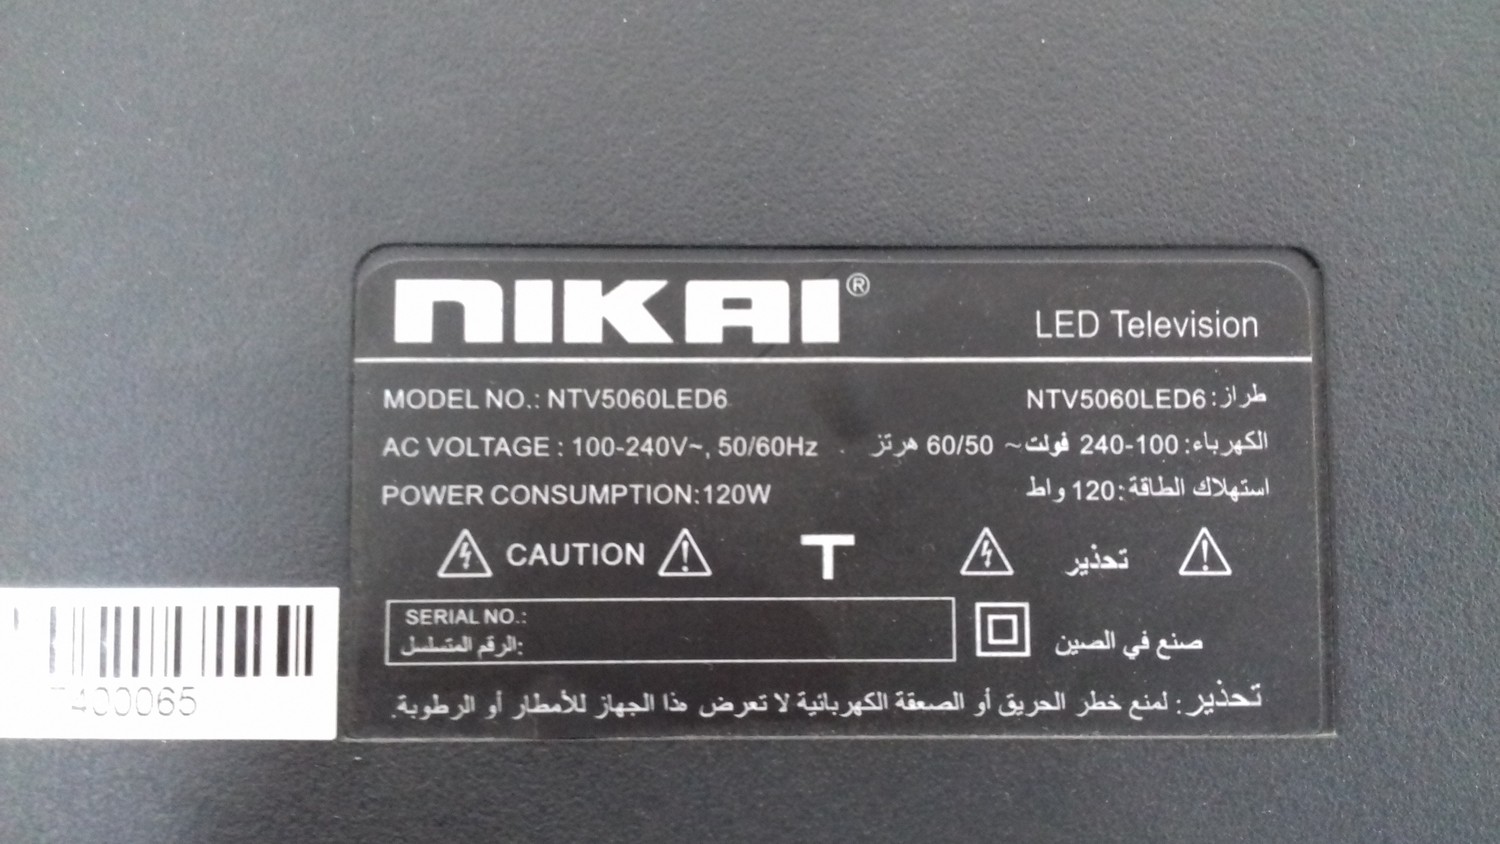 NIKAI®
LED Television
MODEL NO.: NTV5060LED6
طراز: NTV5060LED6
AC VOLTAGE : 100-240V~, 50/60Hz
الكهرباء: 100-240 فولت ~ 60/50 هرتز
POWER CONSUMPTION:120W
استهلاك الطاقة: 120 واط
CAUTION
T
تحذير
SERIAL NO.:
الرقم المتسلسل:
صنع في الصين
تحذير: لمنع خطر الحريق أو الصعقة الكهربائية لا تعرض هذا الجهاز للأمطار أو الرطوبة.